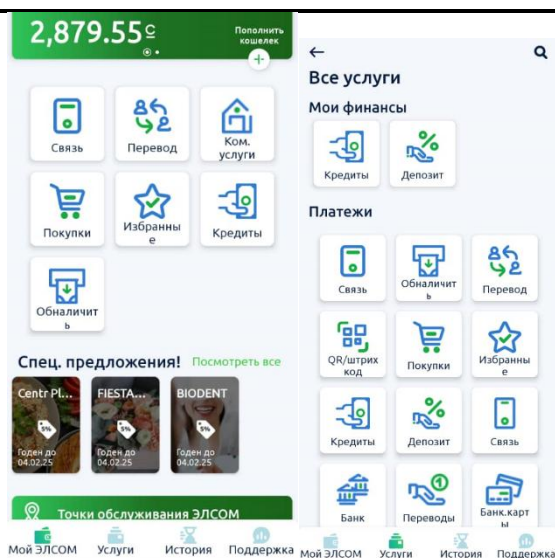 2,879.55с
Пополнить
кошелек
Связь
Перевод
Ком.
услуги
Покупки
Избранны
е
Кредиты
Обналичит
ь
Спец. предложения!
Посмотреть все
Centr Pl...
FIESTA...
BIODENT
5%
5%
5%
Годен до
04.02.25
Годен до
04.02.25
Годен до
04.02.25
Точки обслуживания ЭЛСОМ
Мой ЭЛСОМ
Услуги
История
Поддержка
Все услуги
Мои финансы
Кредиты
Депозит
Платежи
Связь
Обналичит
ь
Перевод
QR/штрих
код
Покупки
Избранны
е
Кредиты
Депозит
Связь
Банк
Переводы
Банк.карт
ы
Мой ЭЛСОМ
Услуги
История
Поддержка